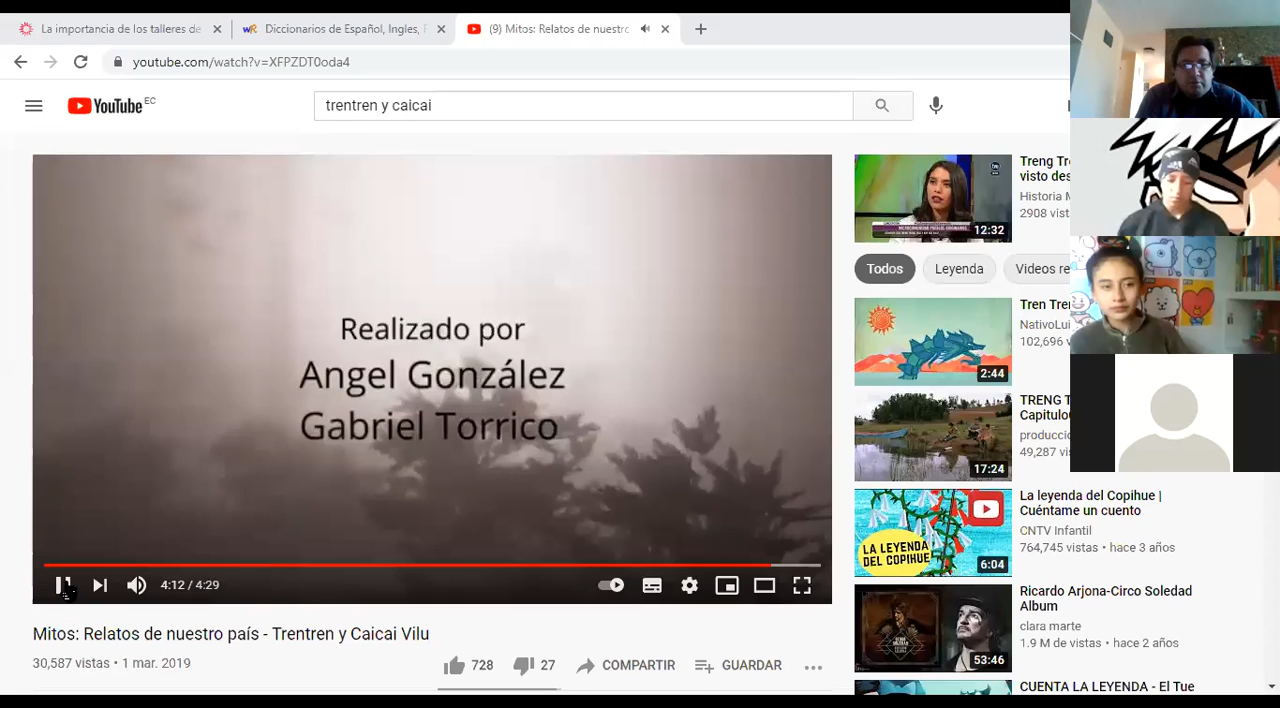 La importancia de los talleres de
Diccionarios de Español, Ingles, F
(9) Mitos: Relatos de nuestro
youtube.com/watch?v=XFPZDT0oda4
YouTube EC
trentren y caicai
Realizado por
Angel González
Gabriel Torrico
4:12 / 4:29
Mitos: Relatos de nuestro país - Trentren y Caicai Vilu
30,587 vistas • 1 mar. 2019
728
27
COMPARTIR
GUARDAR
12:32
Treng Tr
visto des
Historia M
2908 vist
Todos
Leyenda
Videos re
2:44
Tren Tre
NativoLui
102,696 v
17:24
TRENG T
Capitulo
producci
49,287 vis
LA LEYENDA
DEL COPIHUE
6:04
La leyenda del Copihue |
Cuéntame un cuento
CNTV Infantil
764,745 vistas • hace 3 años
53:46
Ricardo Arjona-Circo Soledad
Album
clara marte
1.9 M de vistas • hace 2 años
CUENTA LA LEYENDA - El Tue